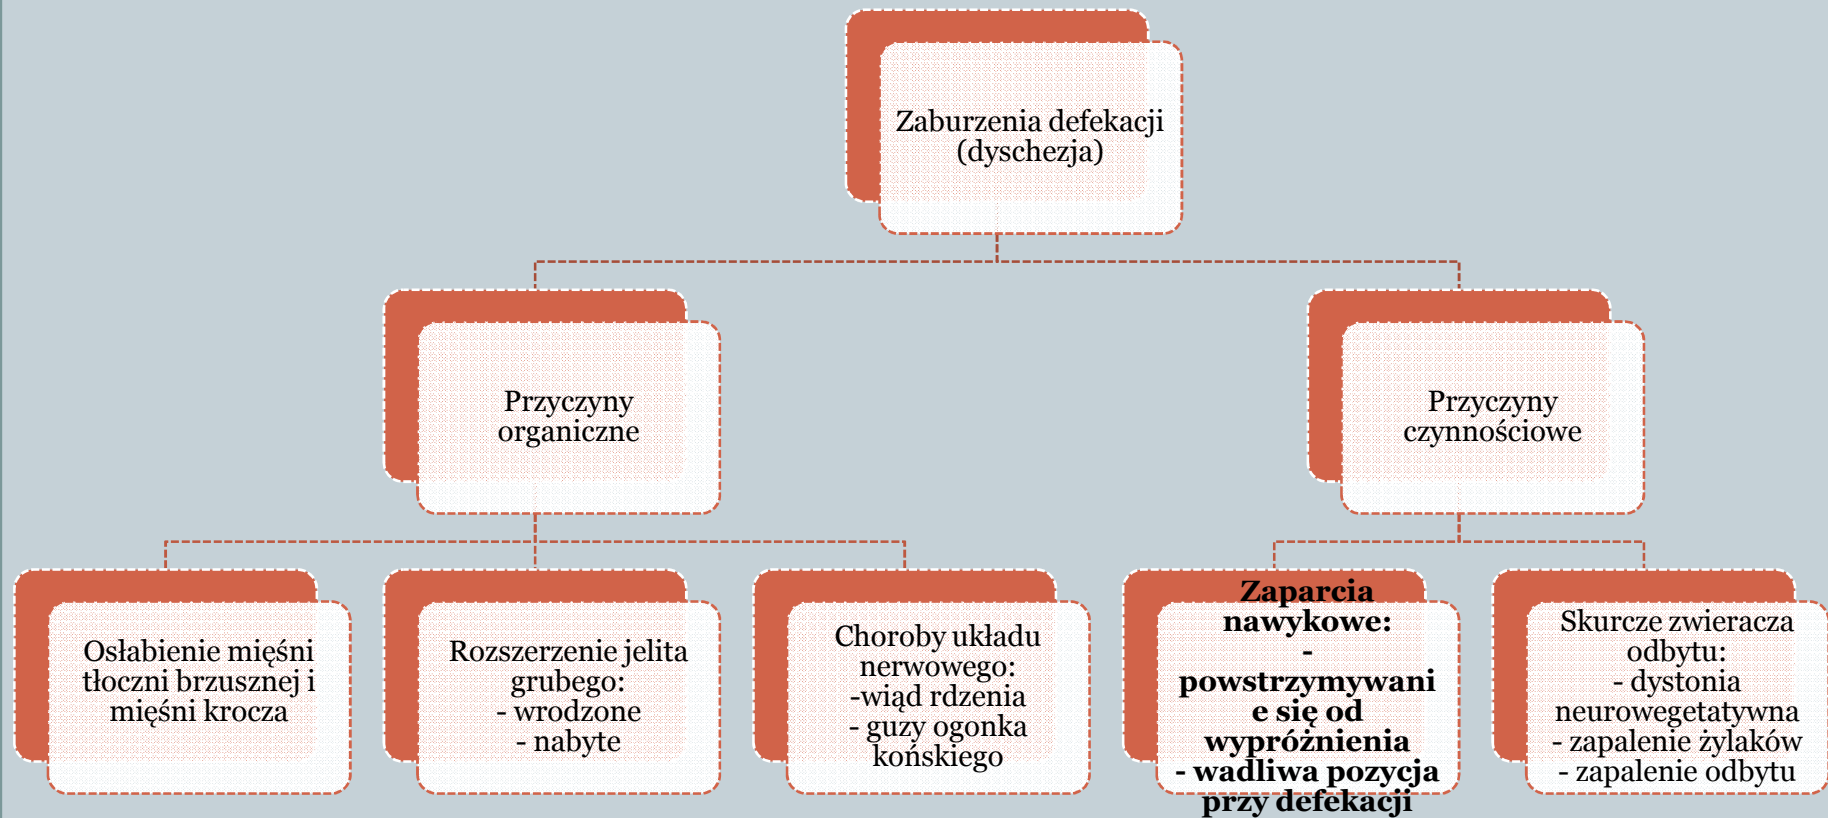 Zaburzenia defekacji
(dyschezja)
Przyczyny
organiczne
Przyczyny
czynnościowe
Osłabienie mięśni
tłoczni brzusznej i
mięśni krocza
Rozszerzenie jelita
grubego:
- wrodzone
- nabyte
Choroby układu
nerwowego:
-wiąd rdzenia
- guzy ogonka
końskiego
Zaparcia
nawykowe:
-
powstrzymywani
e się od
wypróżnienia
- wadliwa pozycja
przy defekacji
Skurcze zwieracza
odbytu:
- dystonia
neurowegetatywna
- zapalenie żylaków
- zapalenie odbytu